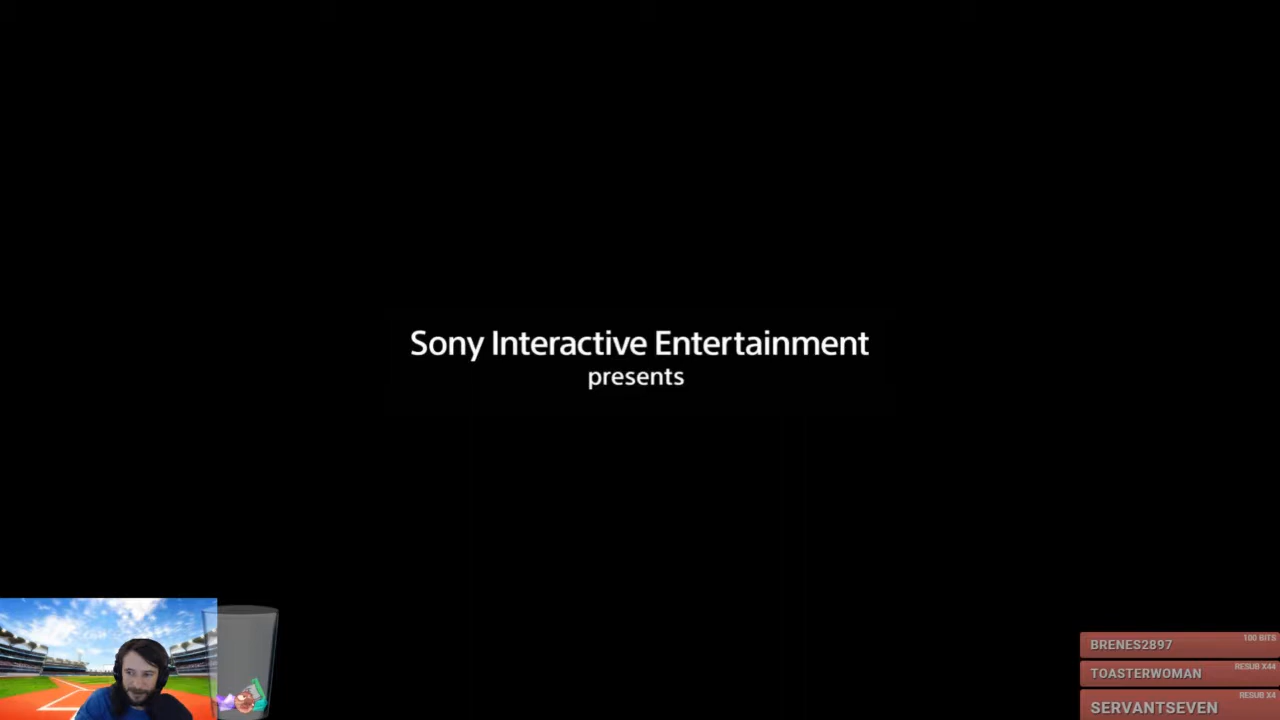 Sony Interactive Entertainment
presents
100 BITS
BRENES2897
RESUB X44
TOASTERWOMAN
RESUB X4
SERVANTSEVEN